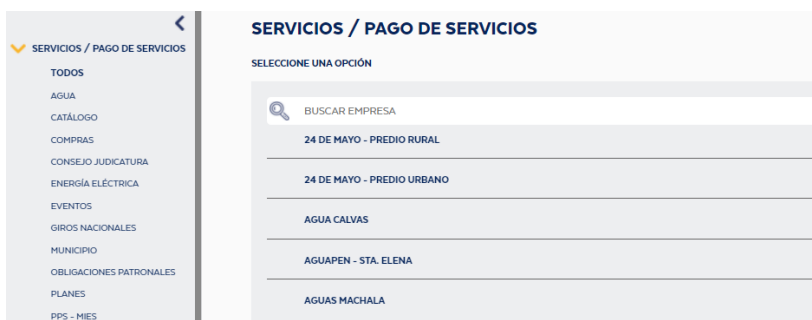 SERVICIOS / PAGO DE SERVICIOS
TODOS
AGUA
CATÁLOGO
COMPRAS
CONSEJO JUDICATURA
ENERGÍA ELÉCTRICA
EVENTOS
GIROS NACIONALES
MUNICIPIO
OBLIGACIONES PATRONALES
PLANES
PPS - MIES
SERVICIOS / PAGO DE SERVICIOS
SELECCIONE UNA OPCIÓN
BUSCAR EMPRESA
24 DE MAYO - PREDIO RURAL
24 DE MAYO - PREDIO URBANO
AGUA CALVAS
AGUAPEN - STA. ELENA
AGUAS MACHALA